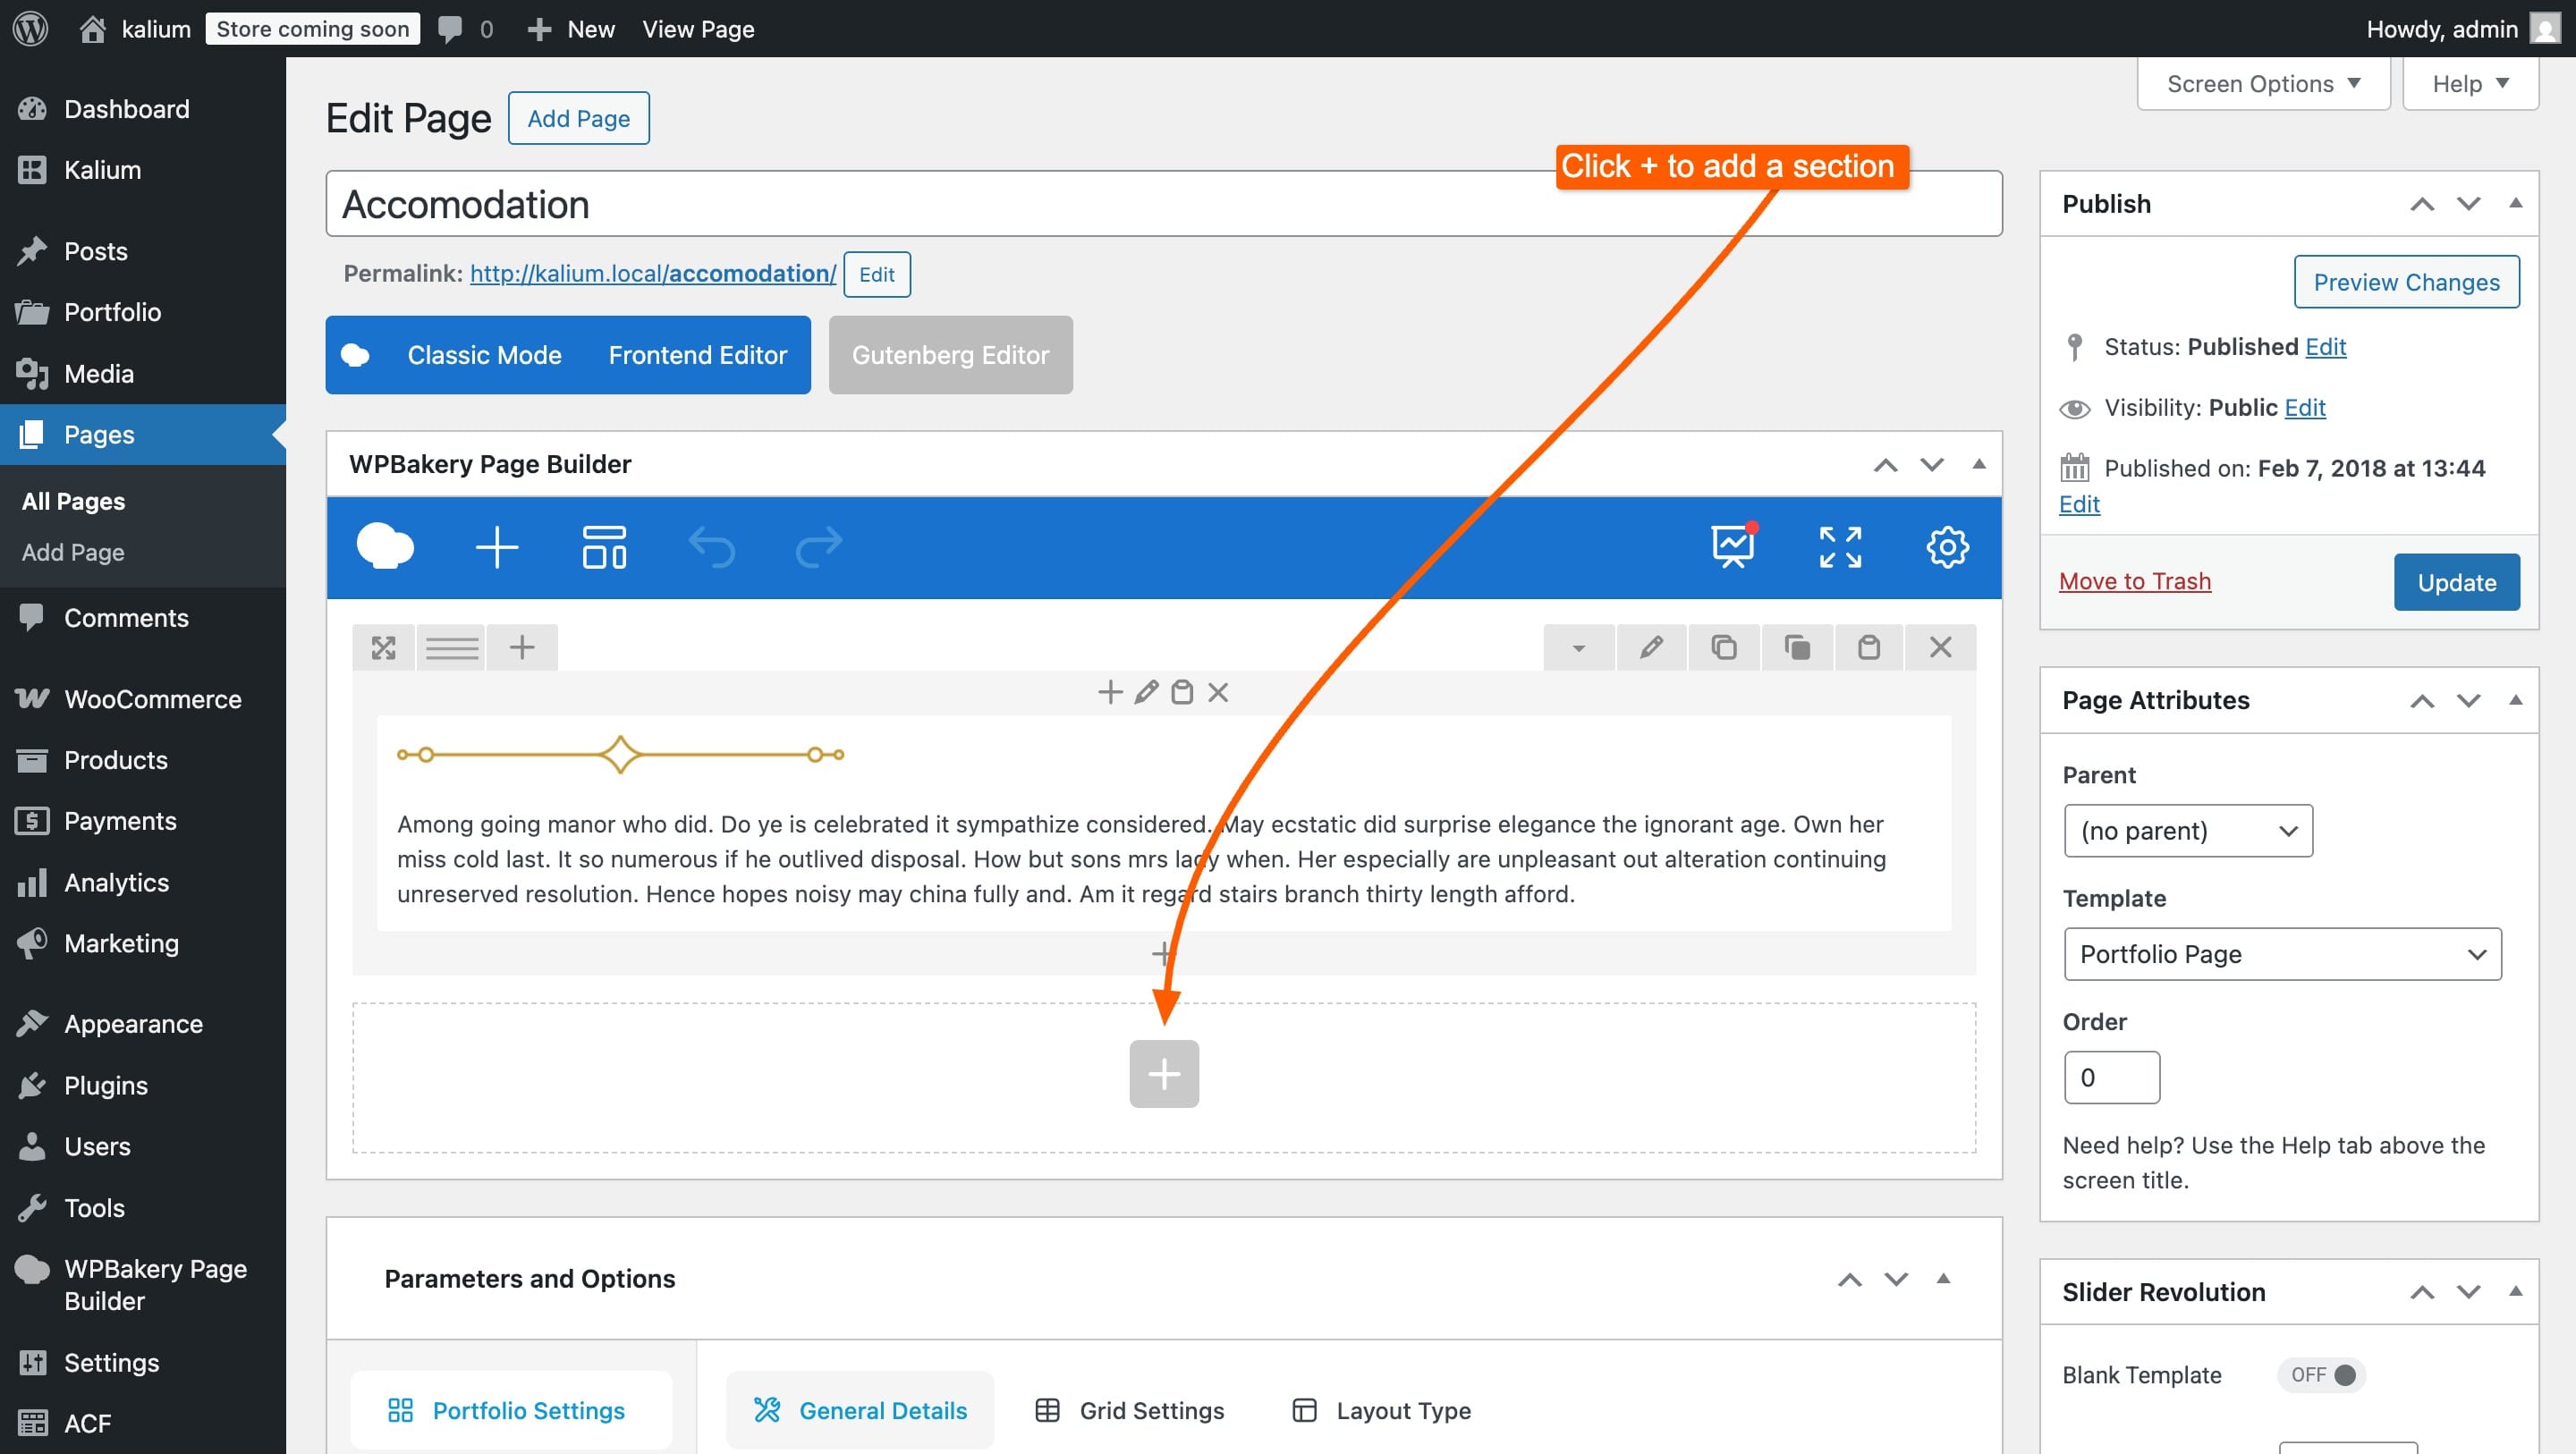 kalium
Store coming soon
0
New
View Page
Howdy, admin
Dashboard
Kalium
Posts
Portfolio
Media
Pages
All Pages
Add Page
Comments
WooCommerce
Products
Payments
Analytics
Marketing
Appearance
Plugins
Users
Tools
WPBakery Page
Builder
Settings
ACF
Screen Options
Help
Edit Page
Add Page
Click + to add a section
Accomodation
Permalink: http://kalium.local/accomodation/ Edit
Classic Mode
Frontend Editor
Gutenberg Editor
WPBakery Page Builder
Among going manor who did. Do ye is celebrated it sympathize considered. May ecstatic did surprise elegance the ignorant age. Own her
miss cold last. It so numerous if he outlived disposal. How but sons mrs lady when. Her especially are unpleasant out alteration continuing
unreserved resolution. Hence hopes noisy may china fully and. Am it regard stairs branch thirty length afford.
Parameters and Options
Portfolio Settings
General Details
Grid Settings
Layout Type
Publish
Preview Changes
Status: Published Edit
Visibility: Public Edit
Published on: Feb 7, 2018 at 13:44
Edit
Move to Trash
Update
Page Attributes
Parent
(no parent)
Template
Portfolio Page
Order
0
Need help? Use the Help tab above the
screen title.
Slider Revolution
Blank Template
OFF